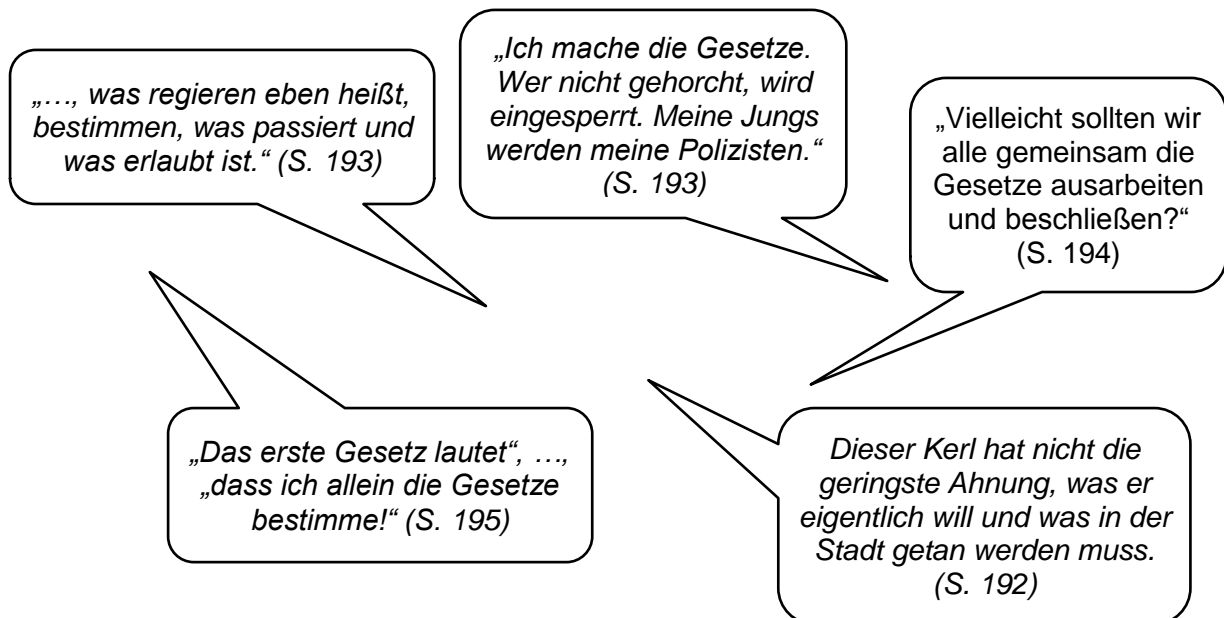 „…, was regieren eben heißt,
bestimmen, was passiert und
was erlaubt ist.“ (S. 193)
„Ich mache die Gesetze.
Wer nicht gehorcht, wird
eingesperrt. Meine Jungs
werden meine Polizisten.“
(S. 193)
„Vielleicht sollten wir
alle gemeinsam die
Gesetze ausarbeiten
und beschließen?“
(S. 194)
„Das erste Gesetz lautet“, …,
„dass ich allein die Gesetze
bestimme!“ (S. 195)
Dieser Kerl hat nicht die
geringste Ahnung, was er
eigentlich will und was in der
Stadt getan werden muss.
(S. 192)